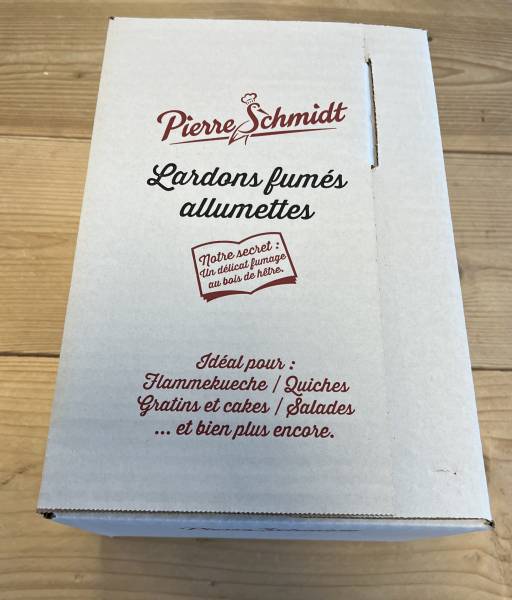 Pierre Schmidt
Lardons fumés
allumettes
Notre secret :
Un délicat fumage
au bois de hêtre.
Idéal pour :
Flammekueche / Quiches
Gratins et cakes / Salades
... et bien plus encore.